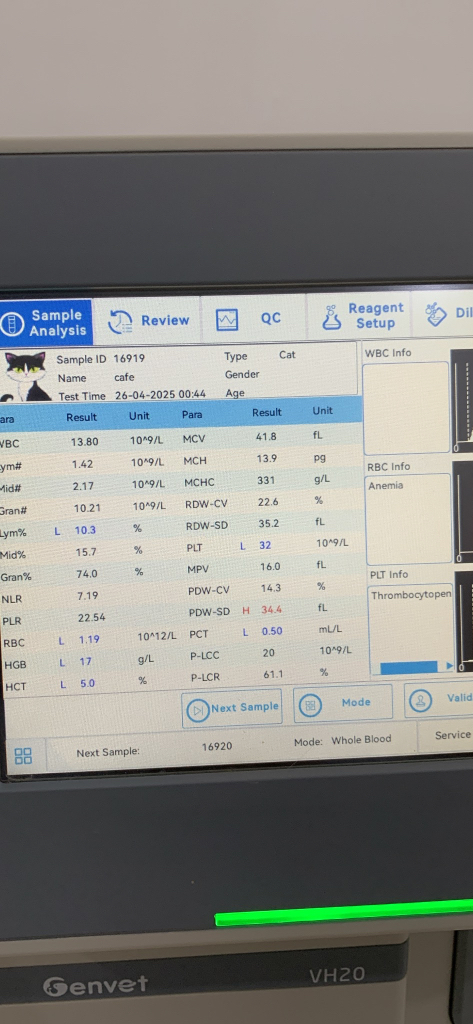 Sample Analysis
Review
QC
Reagent Setup
Sample ID 16919 Type Cat
Name cafe Gender
Test Time 26-04-2025 00:44 Age
Result Unit Para Result Unit
WBC 13.80 10^9/L MCV 41.8 fL
Lym# 1.42 10^9/L MCH 13.9 pg
Mid# 2.17 10^9/L MCHC 331 g/L
Gran# 10.21 10^9/L RDW-CV 22.6 %
Lym% L 10.3 % RDW-SD 35.2 fL
Mid% 15.7 % PLT L 32 10^9/L
Gran% 74.0 % MPV 16.0 fL
NLR 7.19 PDW-CV 14.3 %
PLR 22.54 PDW-SD H 34.4 fL
RBC L 1.19 10^12/L PCT L 0.50 mL/L
HGB L 17 g/L P-LCC 20 10^9/L
HCT L 5.0 % P-LCR 61.1 %
WBC Info
0
RBC Info
Anemia
0
PLT Info
Thrombocytopen
0
Next Sample
Mode
Valid
Next Sample: 16920 Mode: Whole Blood Service
Genvet VH20